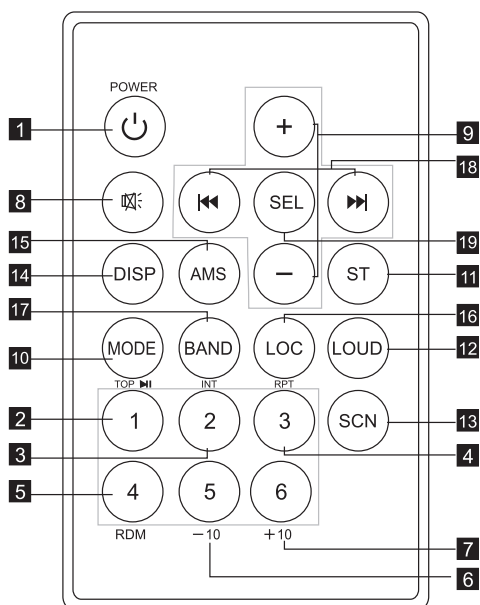 POWER
1
+
9
18
8
SEL
15
19
14
DISP
AMS
−
ST
11
17
16
10
MODE
BAND
LOC
LOUD
12
TOP
INT
RPT
2
1
2
3
SCN
13
3
4
5
4
5
6
RDM
−10
+10
7
6